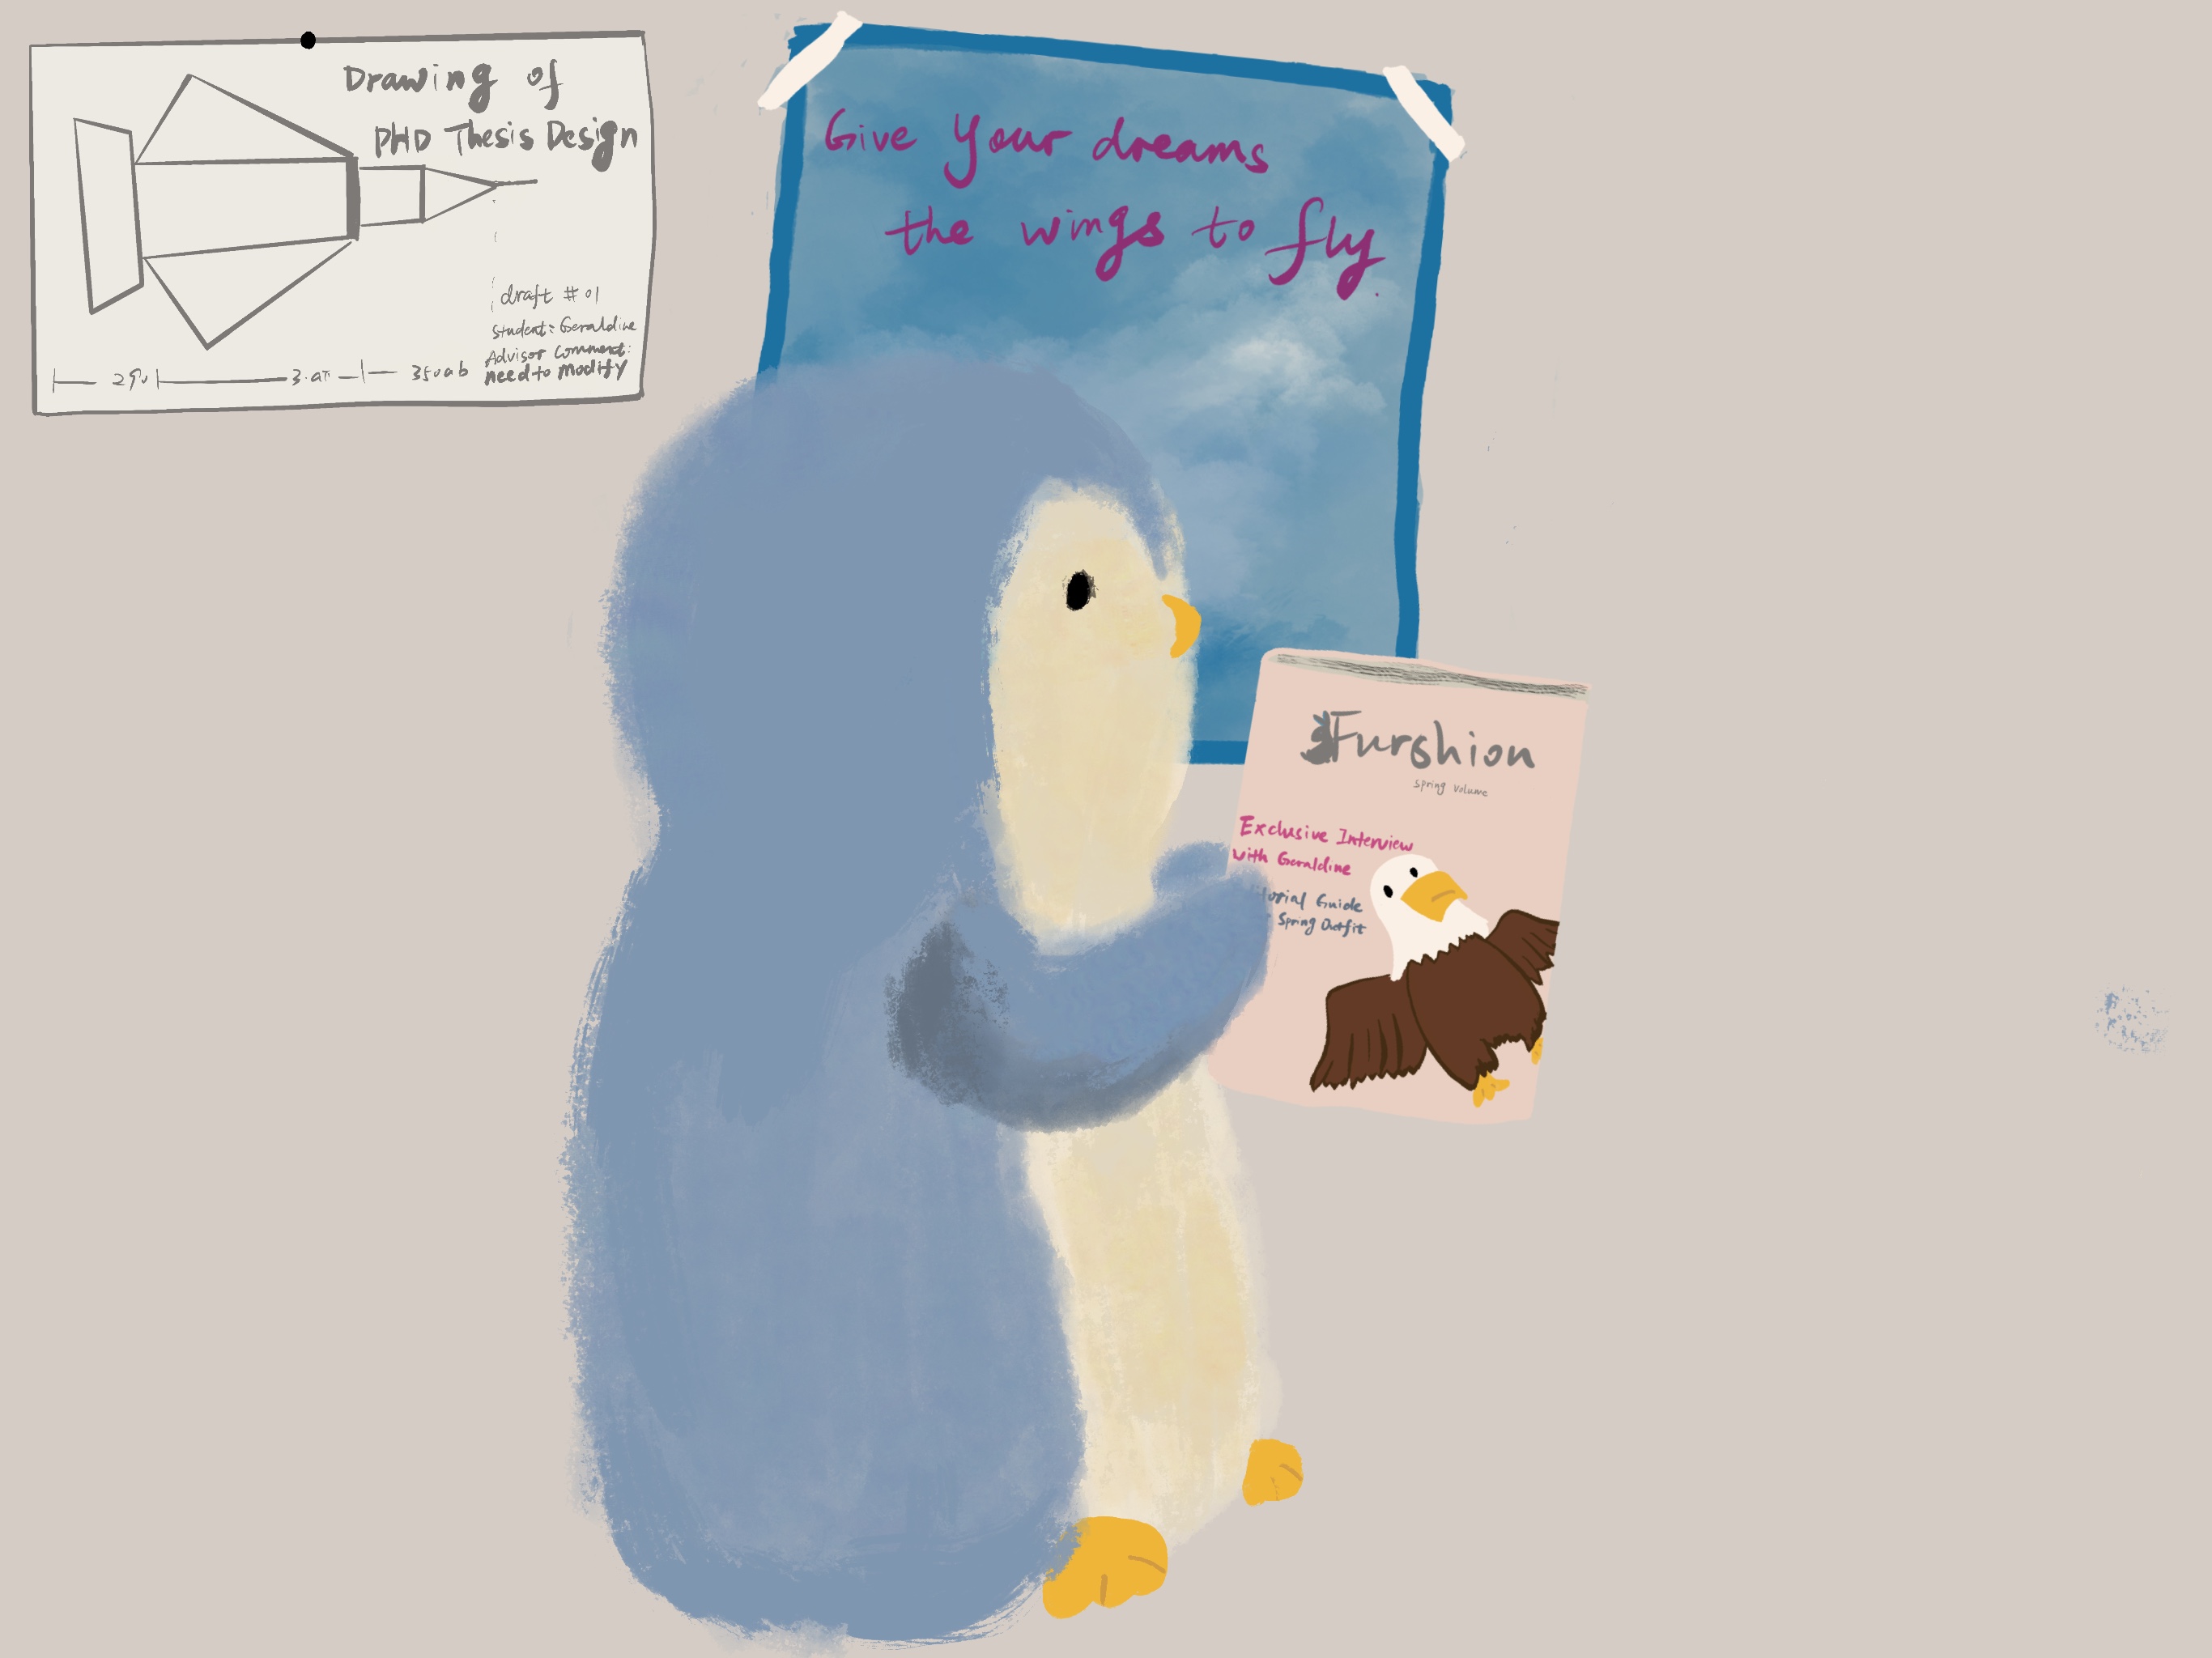 Drawing of
PHD Thesis Design
draft # 01
Student: Geraldine
Advisor Comment:
need to modify
Give your dreams
the wings to fly.
Furshion
Spring Volume
Exclusive Interview
with Geraldine
Guide
Spring Outfit